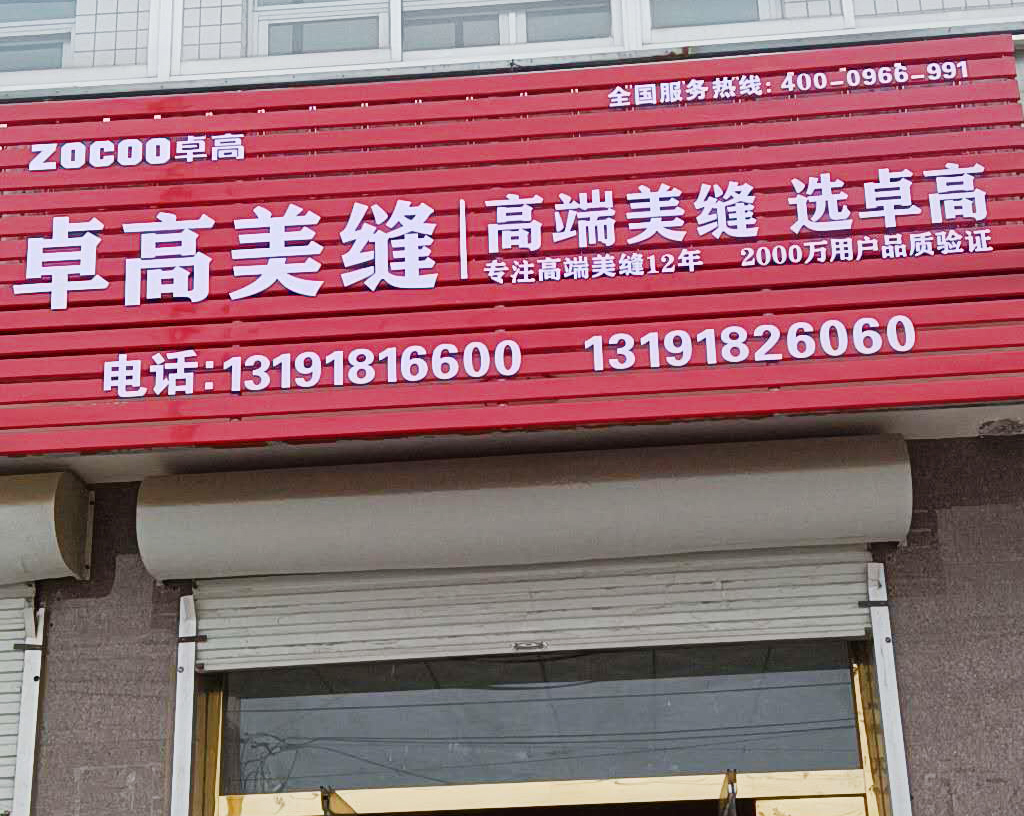 全国服务热线: 400-0966-991
ZOCOO卓高
卓高美缝
高端美缝 选卓高
专注高端美缝12年 2000万用户品质验证
电话:13191816600 13191826060